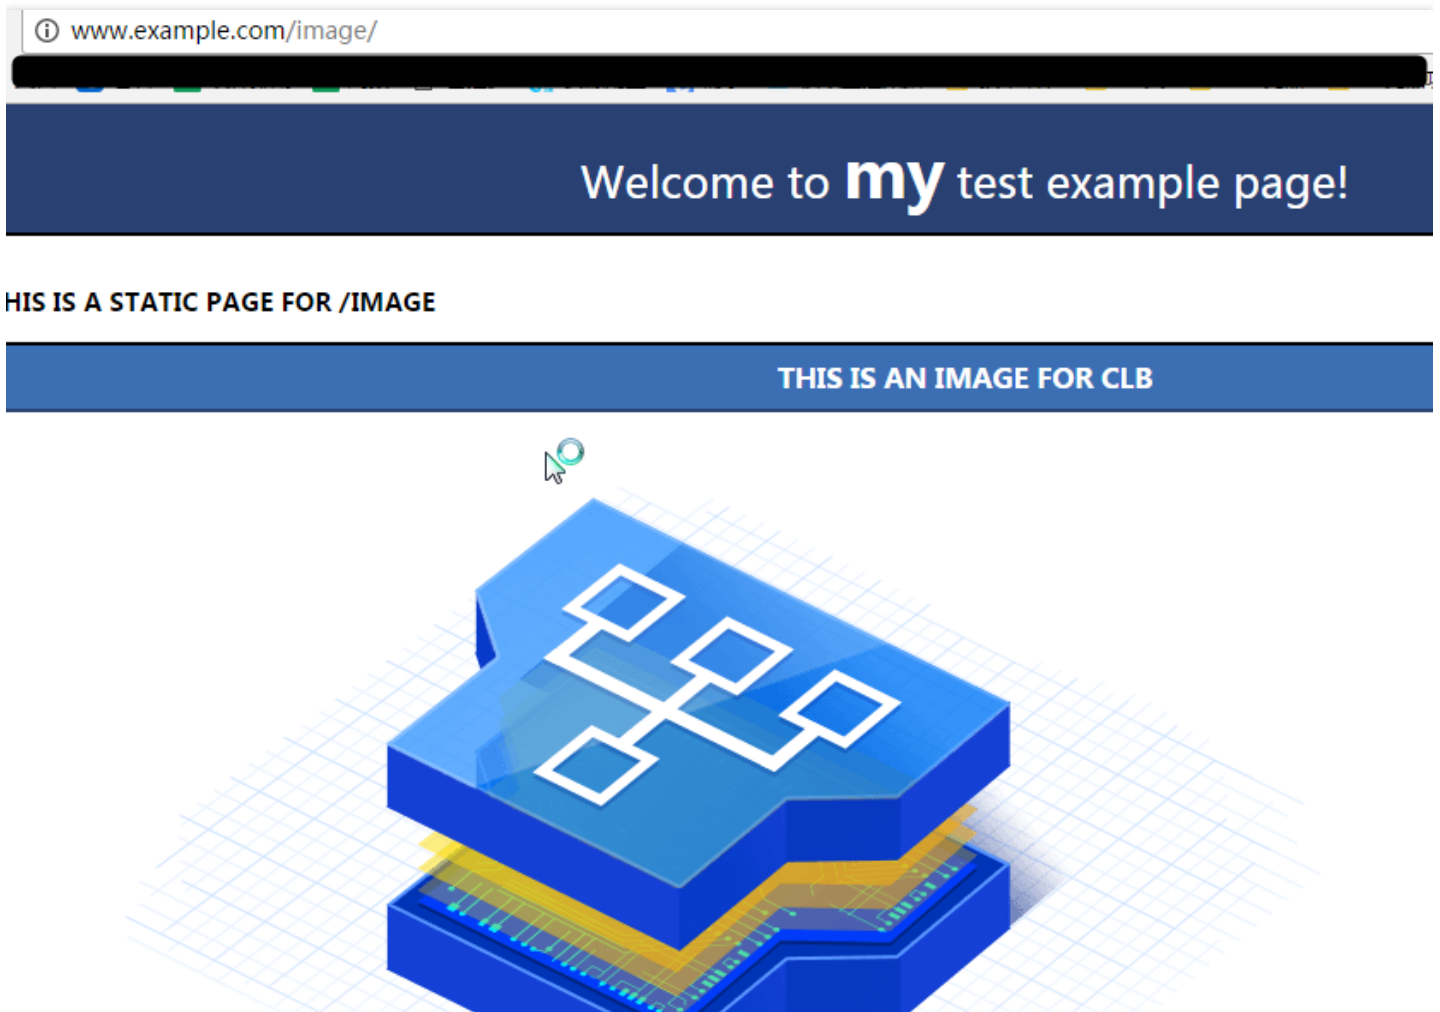 www.example.com/image/
Welcome to my test example page!
HIS IS A STATIC PAGE FOR /IMAGE
THIS IS AN IMAGE FOR CLB